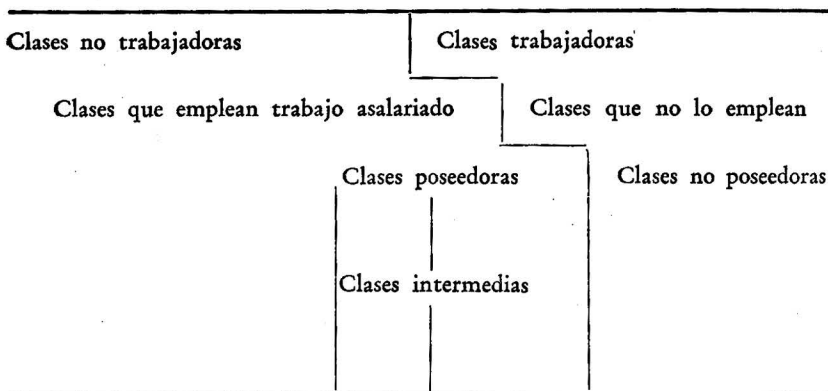 Clases no trabajadoras Clases trabajadoras
Clases que emplean trabajo asalariado Clases que no lo emplean
Clases poseedoras Clases no poseedoras
Clases intermedias